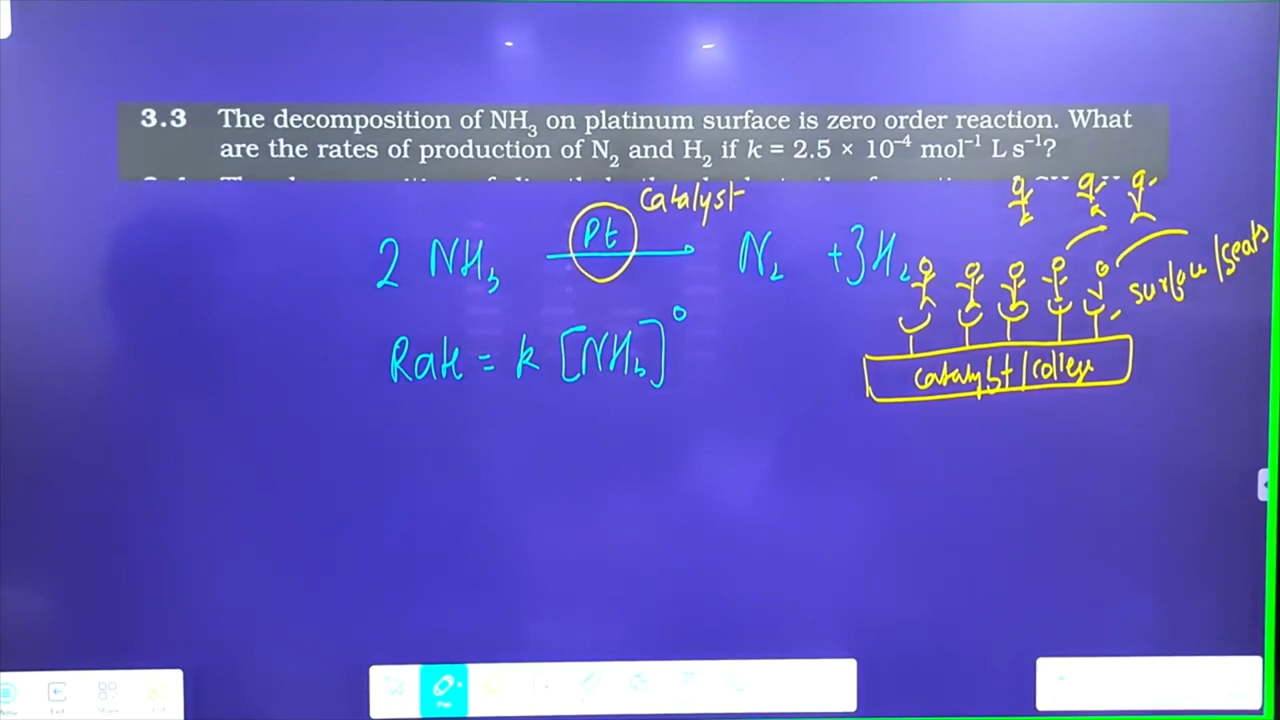 3.3 The decomposition of NH₃ on platinum surface is zero order reaction. What
are the rates of production of N₂ and H₂ if k = 2.5 × 10⁻⁴ mol⁻¹ L s⁻¹?
catalyst
2 NH₃ Pt N₂ + 3H₂
surface/seats
Rate = k [NH₃]⁰
catalyst/college